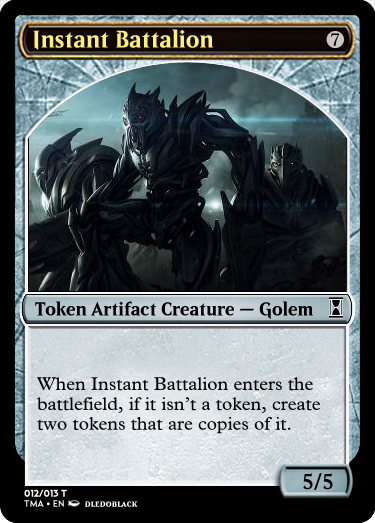 Instant Battalion 7
Token Artifact Creature — Golem
When Instant Battalion enters the
battlefield, if it isn't a token, create
two tokens that are copies of it.
5/5
012/013 T
TMA • EN DLEDOBLACK